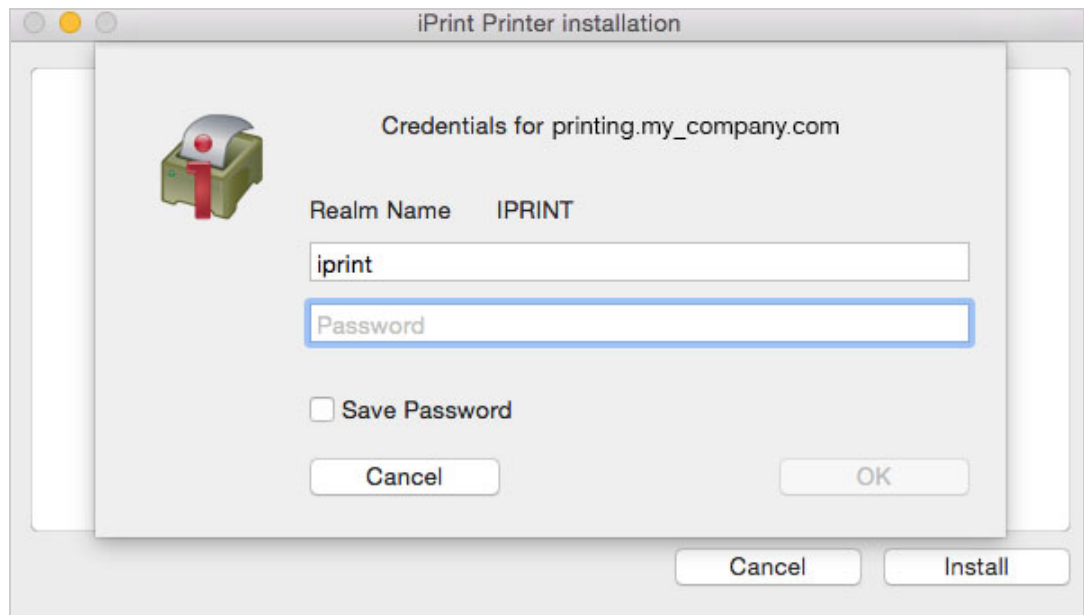 iPrint Printer installation
Credentials for printing.my_company.com
Realm Name IPRINT
iprint
Password
Save Password
Cancel OK
Cancel Install